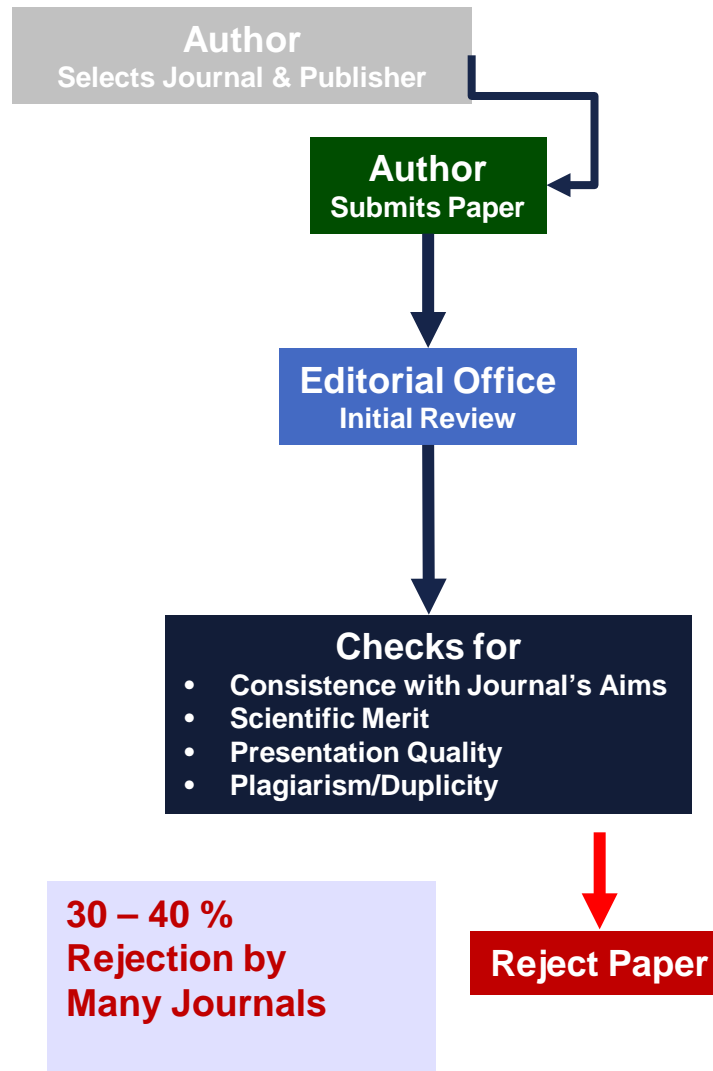 Author
Selects Journal & Publisher
Author
Submits Paper
Editorial Office
Initial Review
Checks for
• Consistence with Journal’s Aims
• Scientific Merit
• Presentation Quality
• Plagiarism/Duplicity
30 – 40 %
Rejection by
Many Journals
Reject Paper